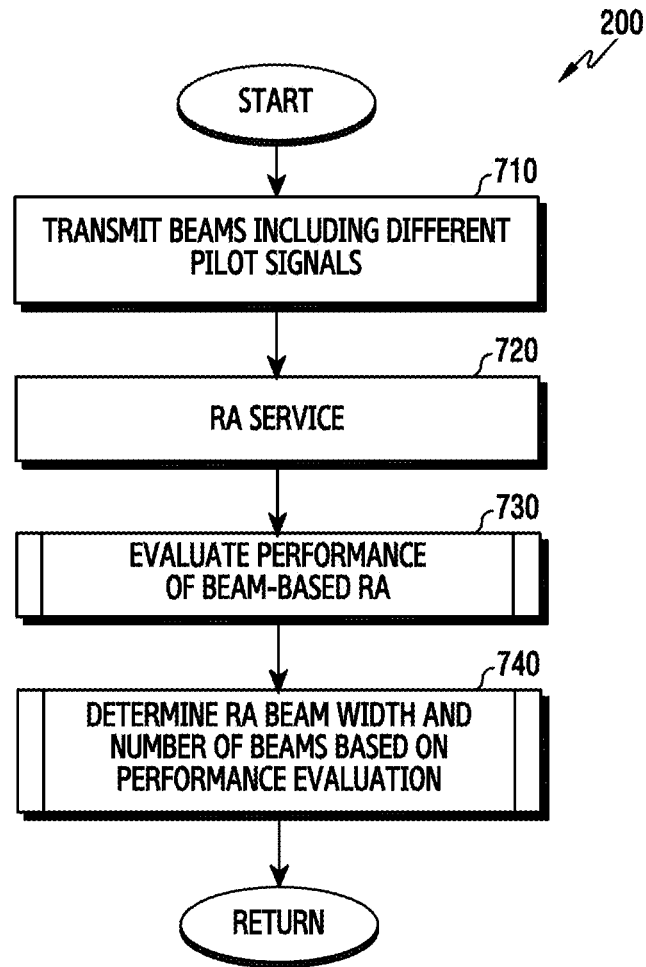 200
START
710
TRANSMIT BEAMS INCLUDING DIFFERENT
PILOT SIGNALS
720
RA SERVICE
730
EVALUATE PERFORMANCE
OF BEAM-BASED RA
740
DETERMINE RA BEAM WIDTH AND
NUMBER OF BEAMS BASED ON
PERFORMANCE EVALUATION
RETURN